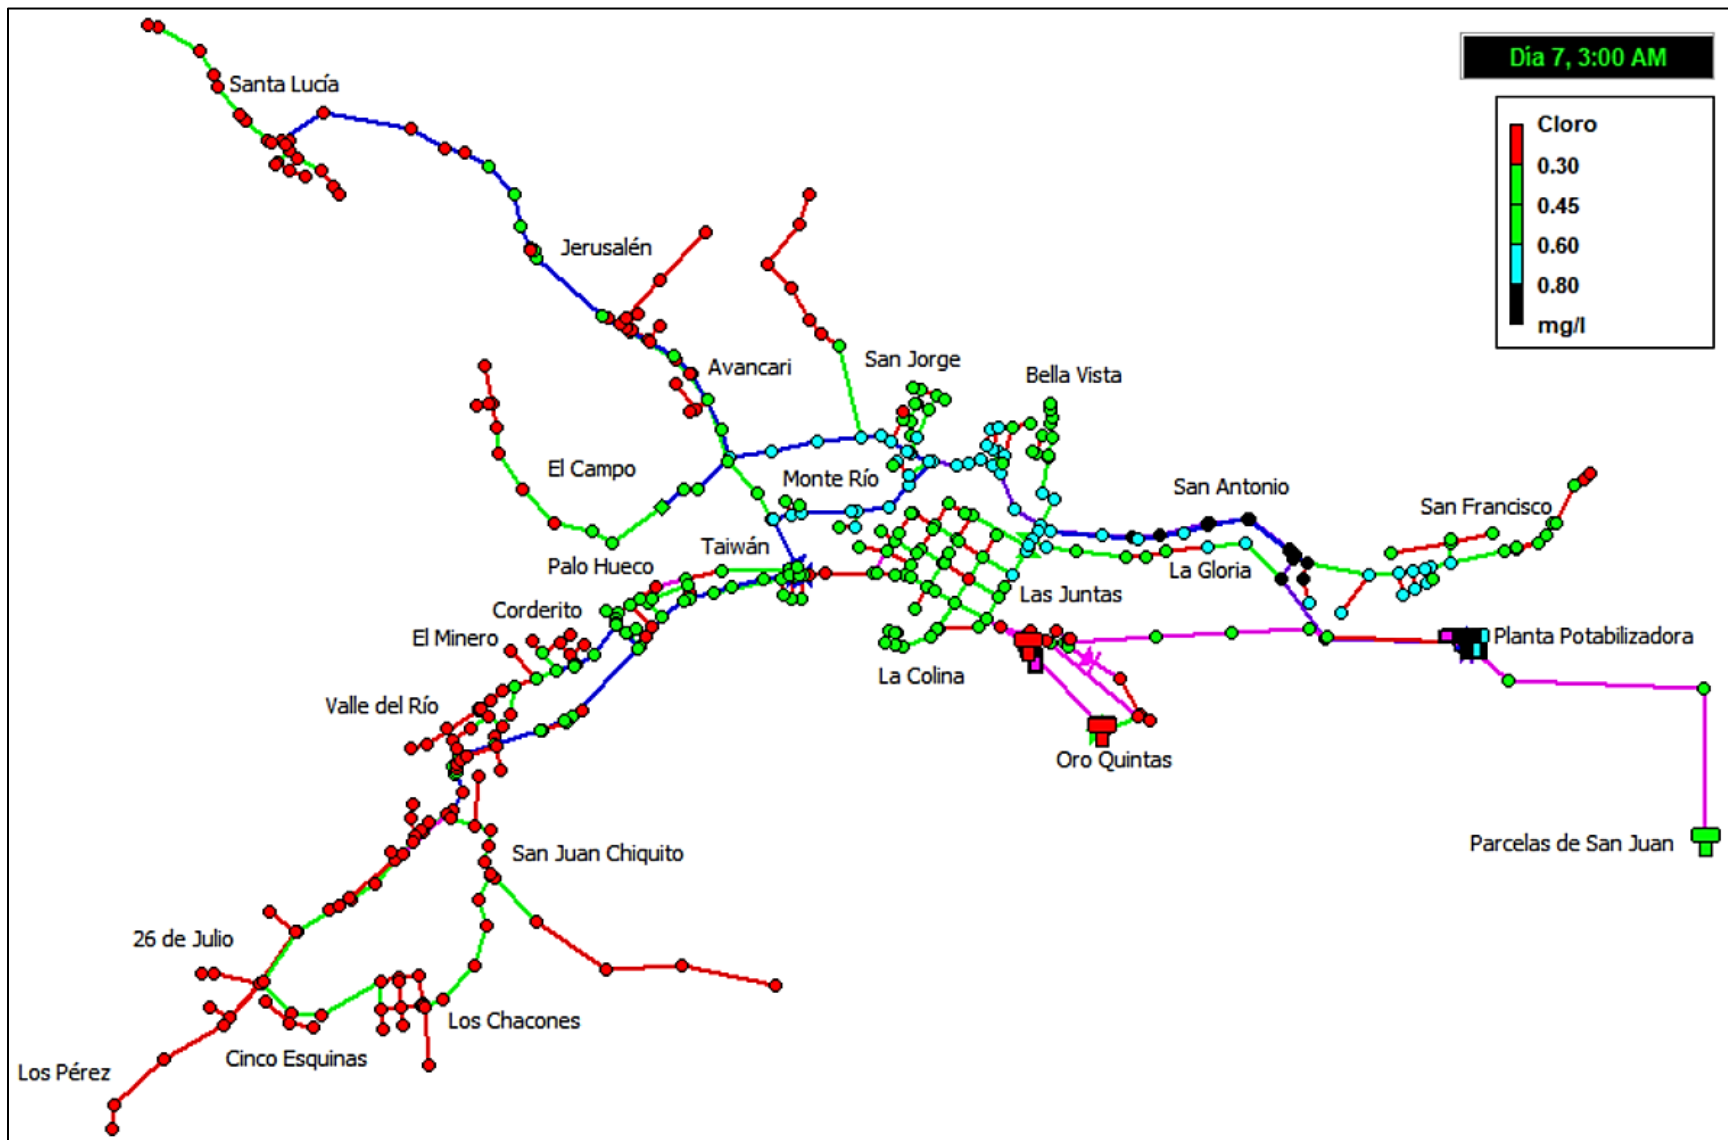 Día 7, 3:00 AM
Cloro
0.30
0.45
0.60
0.80
mg/l
Santa Lucía
Jerusalén
Avancari
San Jorge
Bella Vista
El Campo
Monte Río
San Antonio
San Francisco
Taiwán
Palo Hueco
La Gloria
Las Juntas
Corderito
El Minero
Planta Potabilizadora
La Colina
Valle del Río
Oro Quintas
Parcelas de San Juan
San Juan Chiquito
26 de Julio
Los Chacones
Cinco Esquinas
Los Pérez